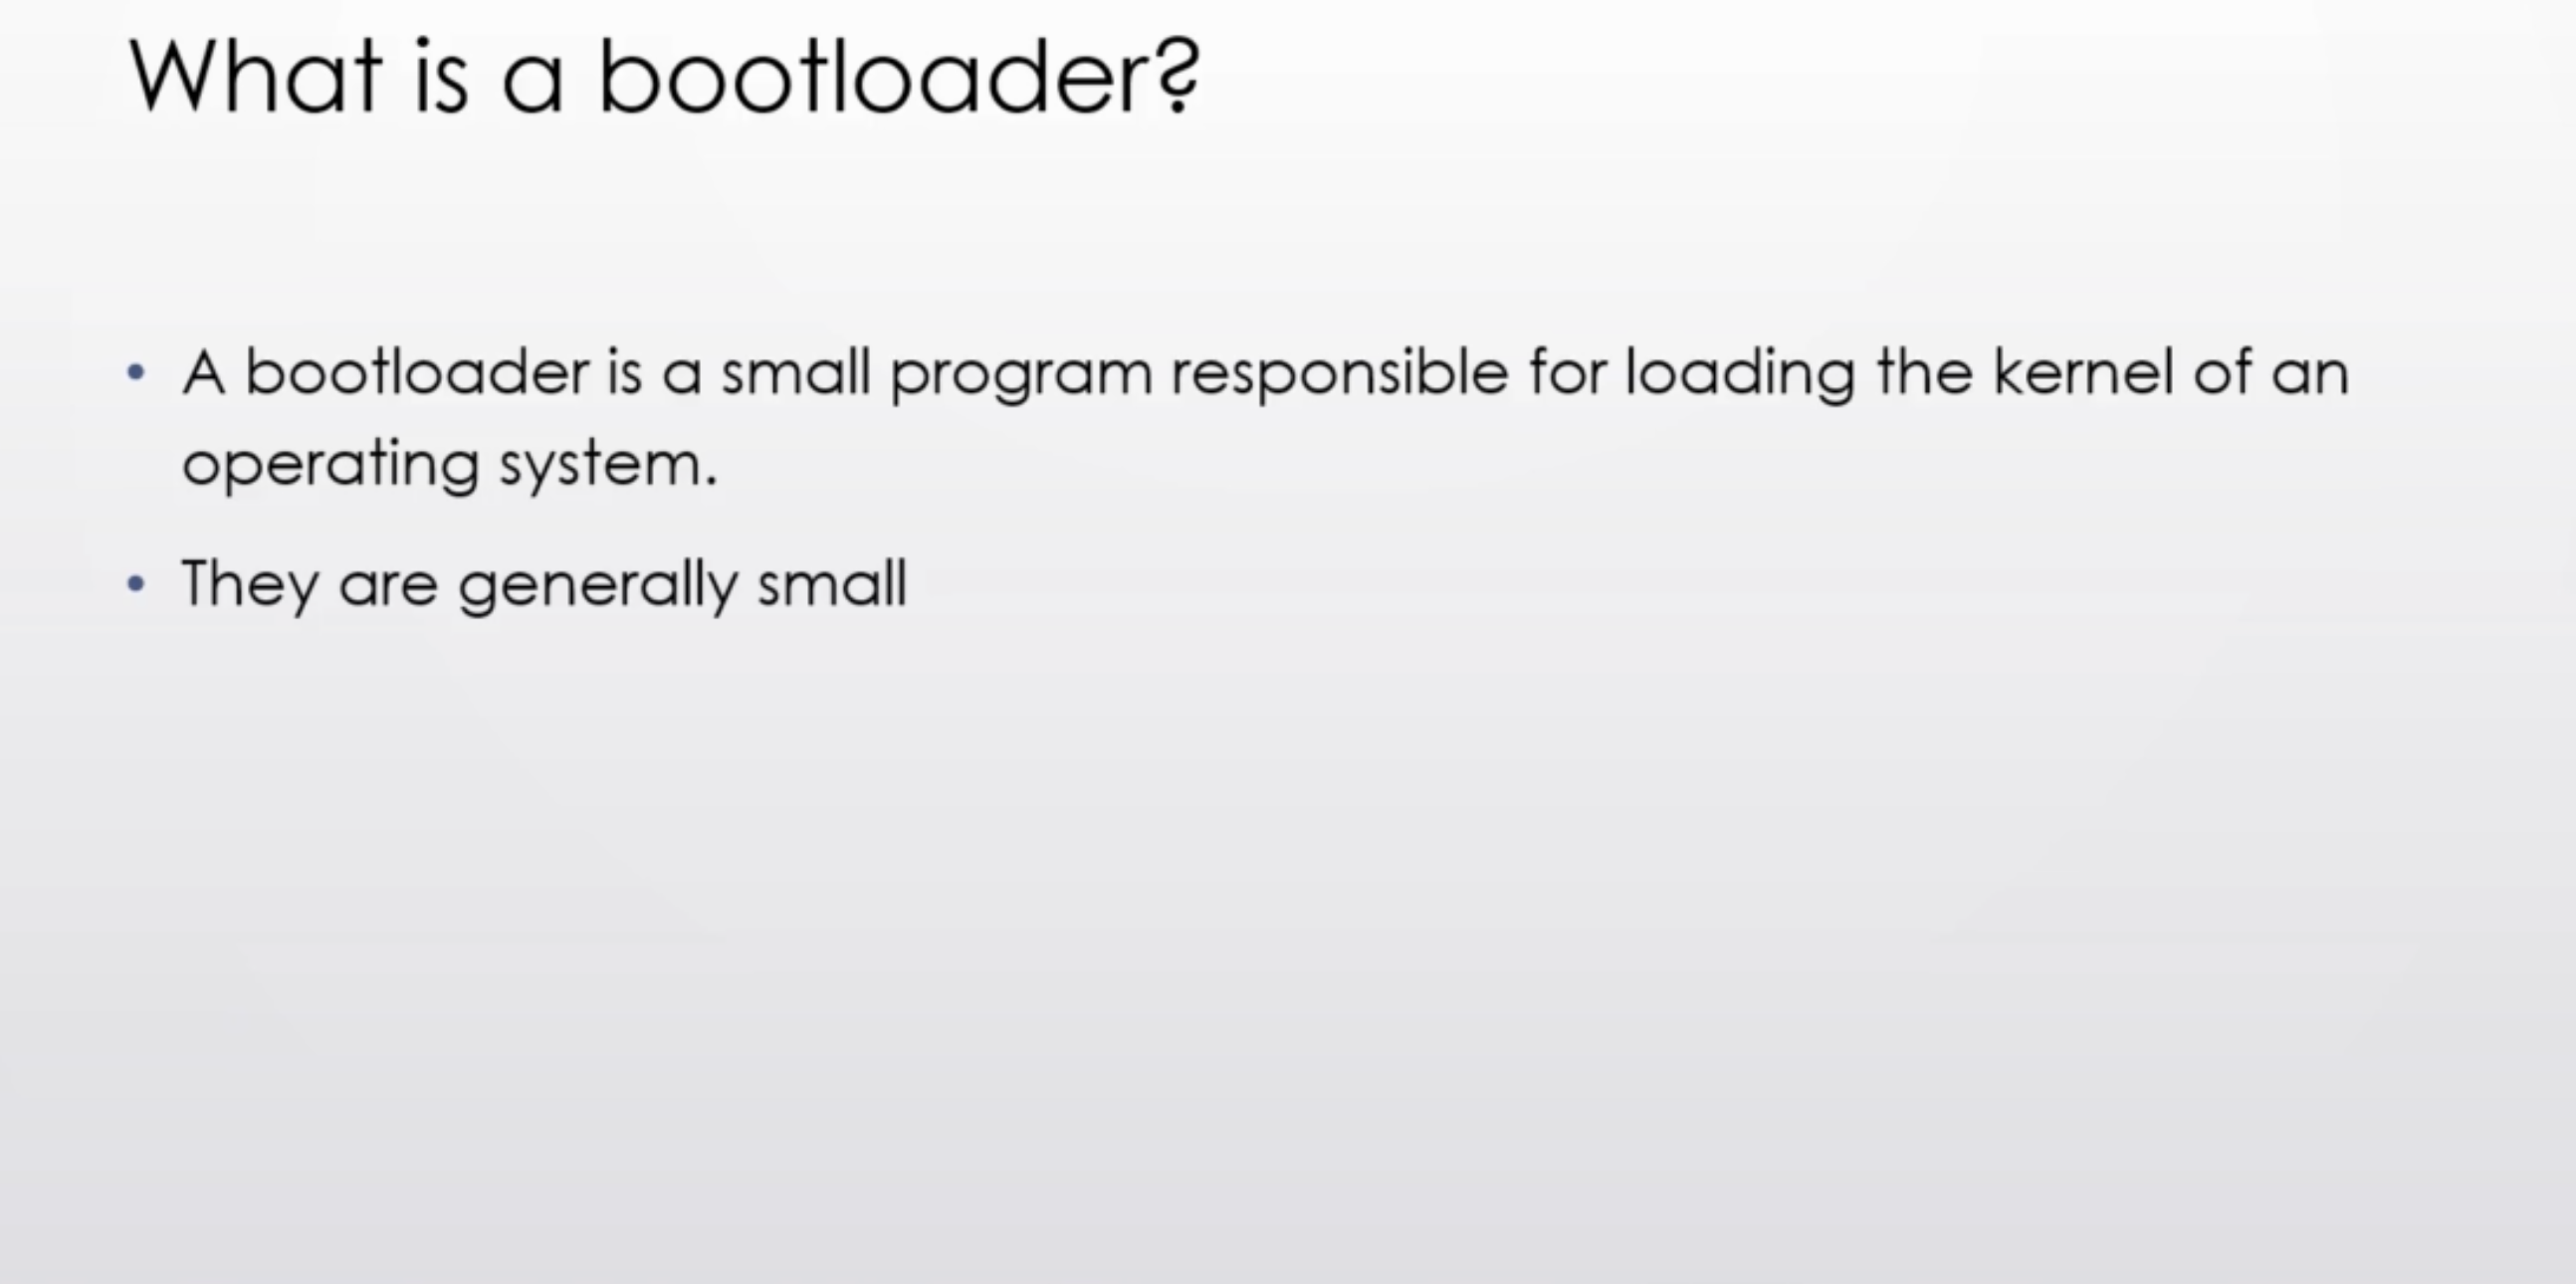 What is a bootloader?
• A bootloader is a small program responsible for loading the kernel of an
operating system.
• They are generally small